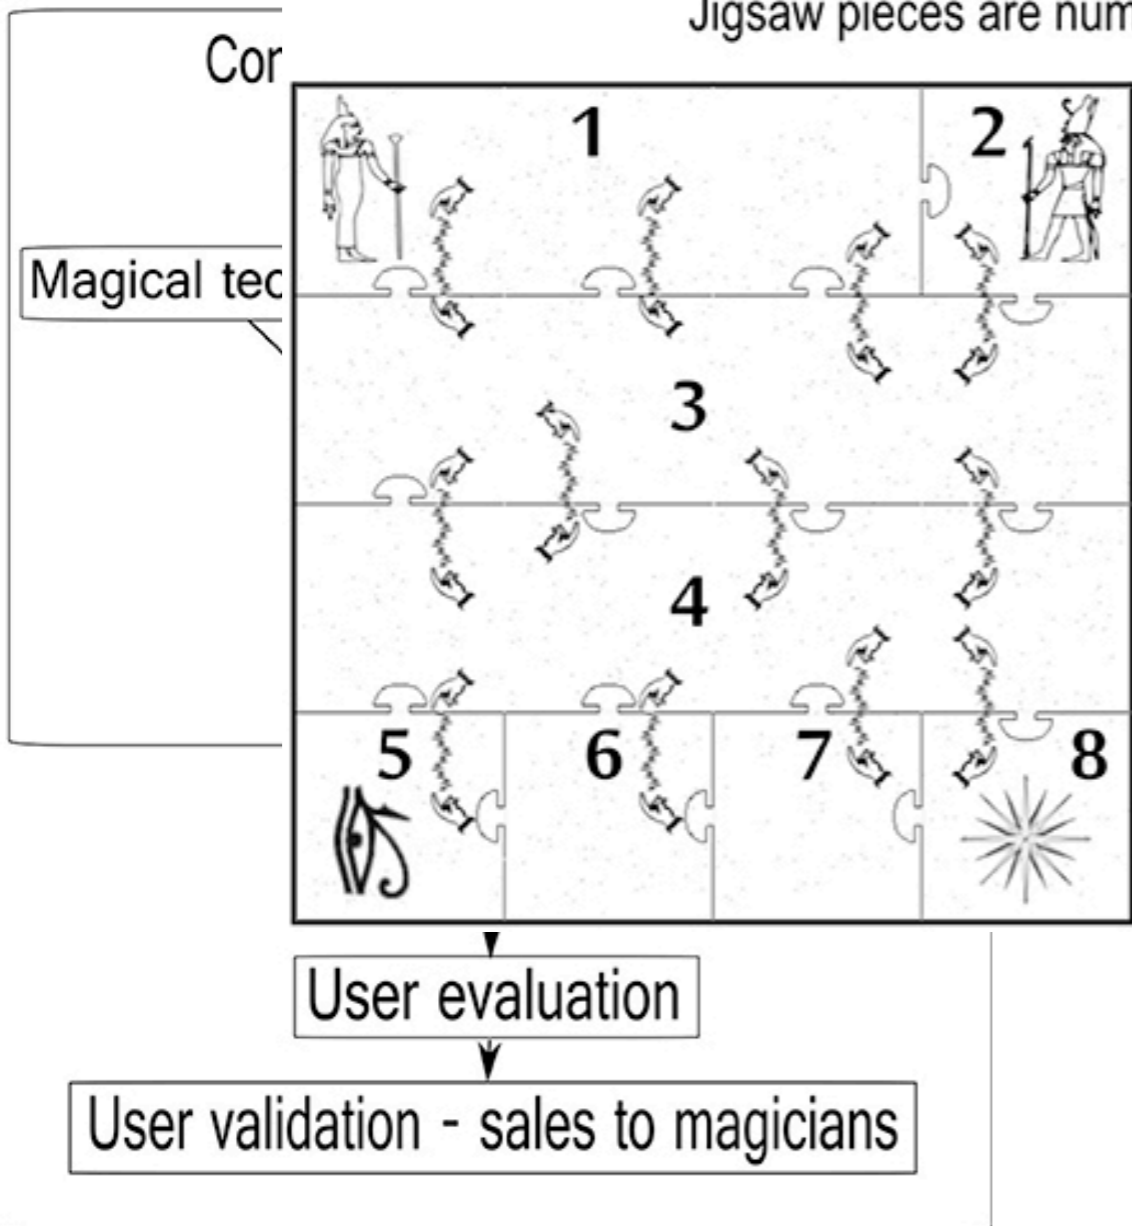 Jigsaw pieces are num
Cor
1
2
Magical tec
3
4
5
6
7
8
User evaluation
User validation - sales to magicians